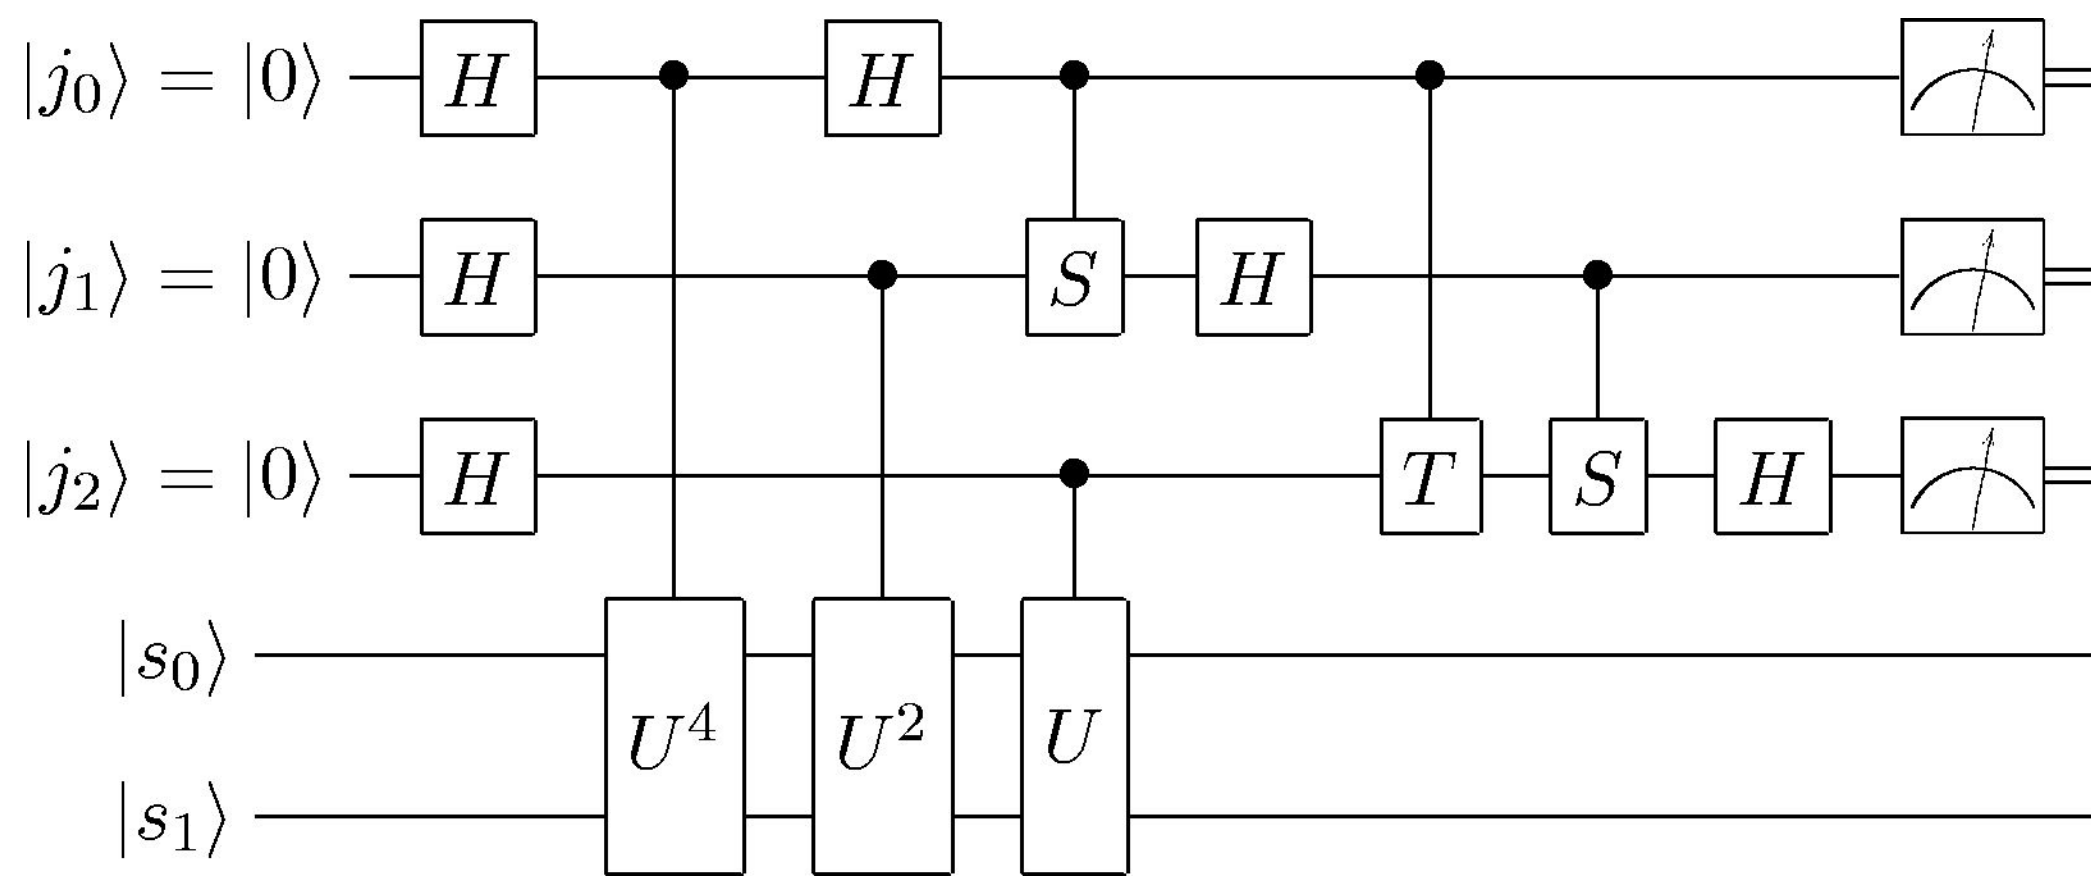 |j₀⟩ = |0⟩ H H
|j₁⟩ = |0⟩ H S H
|j₂⟩ = |0⟩ H T S H
|s₀⟩
U⁴ U² U
|s₁⟩